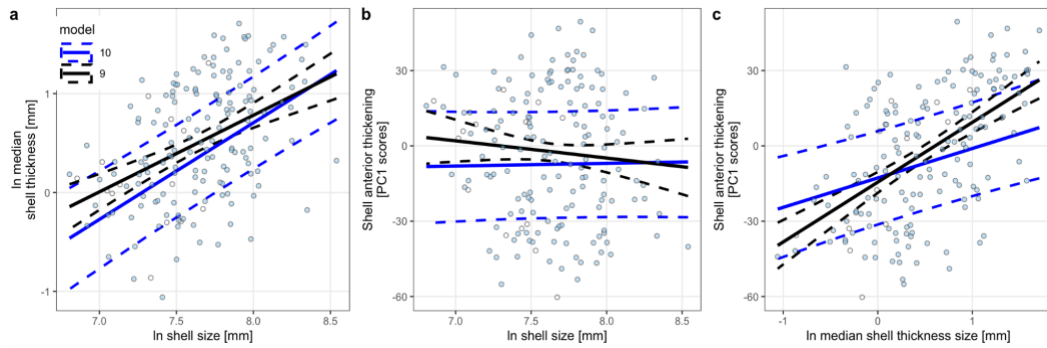 a
model
10
9
ln median
shell thickness [mm]
1
0
-1
7.0
7.5
8.0
8.5
ln shell size [mm]
b
Shell anterior thickening
[PC1 scores]
30
0
-30
-60
7.0
7.5
8.0
8.5
ln shell size [mm]
c
Shell anterior thickening
[PC1 scores]
30
0
-30
-60
-1
0
1
ln median shell thickness size [mm]